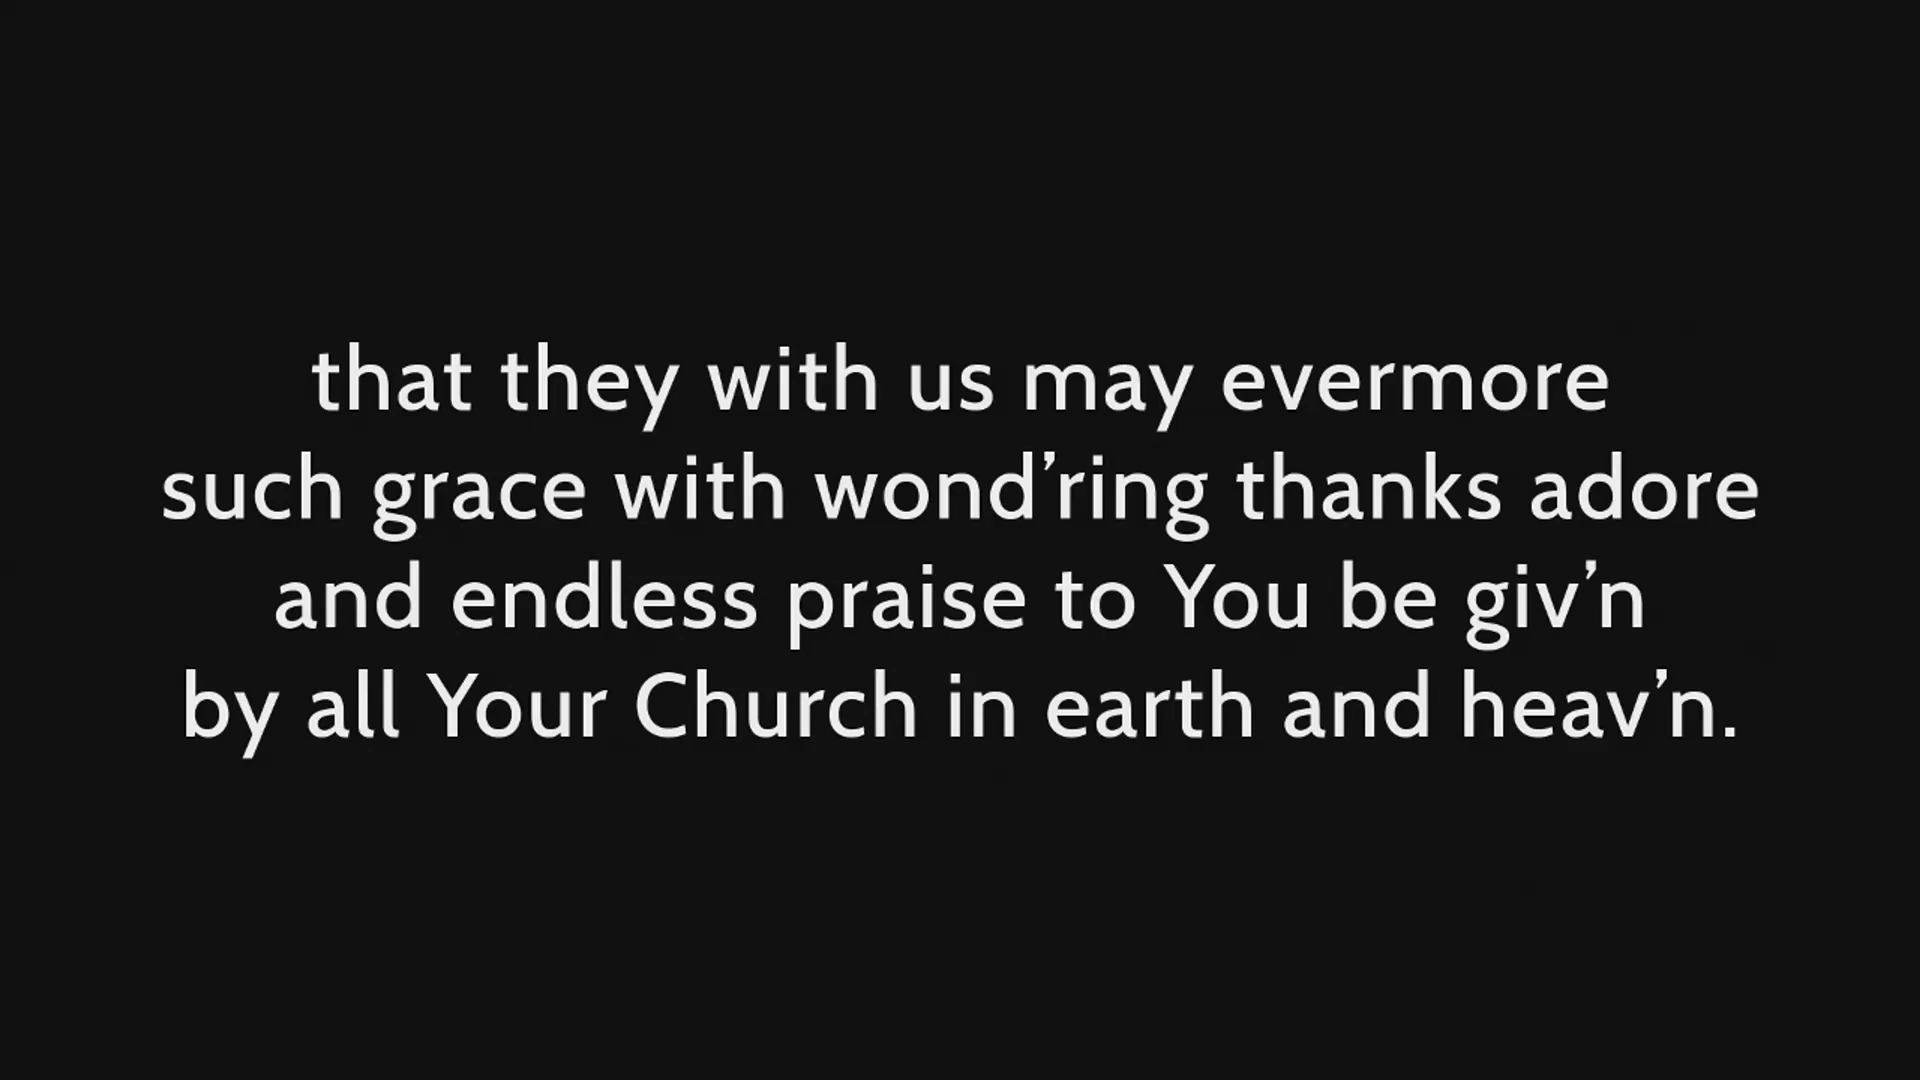 that they with us may evermore
such grace with wond’ring thanks adore
and endless praise to You be giv’n
by all Your Church in earth and heav’n.